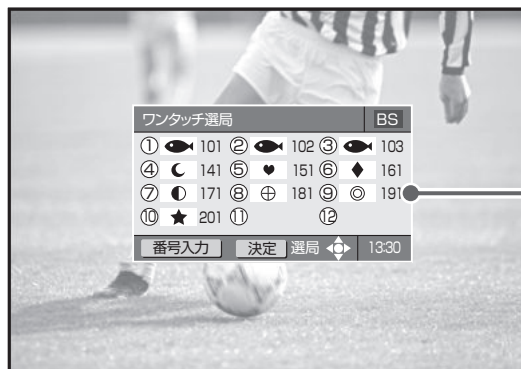 ワンタッチ選局 BS
① 101 ② 102 ③ 103
④ 141 ⑤ 151 ⑥ 161
⑦ 171 ⑧ 181 ⑨ 191
⑩ 201 ⑪ ⑫
番号入力 決定 選局 13:30